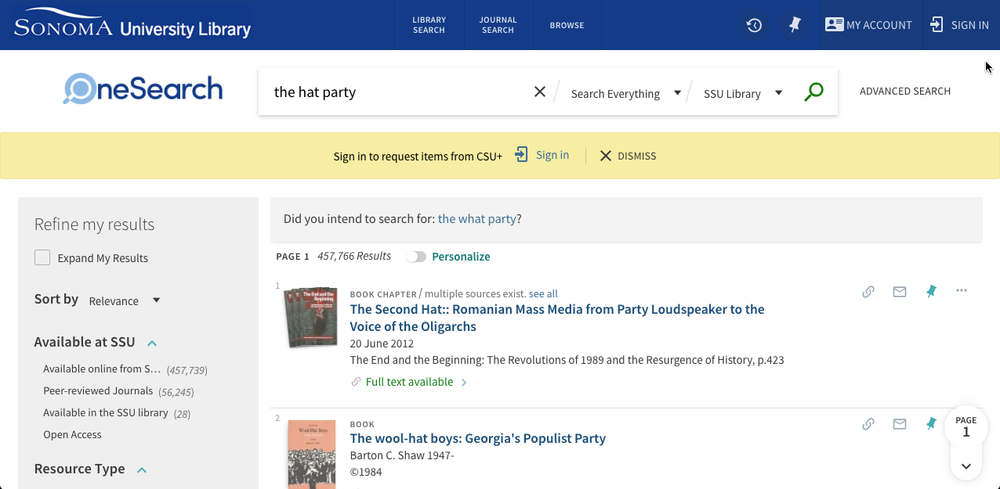 SONOMA University Library
LIBRARY SEARCH
JOURNAL SEARCH
BROWSE
MY ACCOUNT
SIGN IN
OneSearch
the hat party
Search Everything
SSU Library
ADVANCED SEARCH
Sign in to request items from CSU+
Sign in
DISMISS
Refine my results
Expand My Results
Sort by Relevance
Available at SSU
Available online from S... (457,739)
Peer-reviewed Journals (56,245)
Available in the SSU library (28)
Open Access
Resource Type
Did you intend to search for: the what party?
PAGE 1 457,766 Results Personalize
1
BOOK CHAPTER / multiple sources exist. see all
The Second Hat:: Romanian Mass Media from Party Loudspeaker to the
Voice of the Oligarchs
20 June 2012
The End and the Beginning: The Revolutions of 1989 and the Resurgence of History, p.423
Full text available
The End and the Beginning
2
BOOK
The wool-hat boys: Georgia's Populist Party
Barton C. Shaw 1947-
©1984
PAGE
1